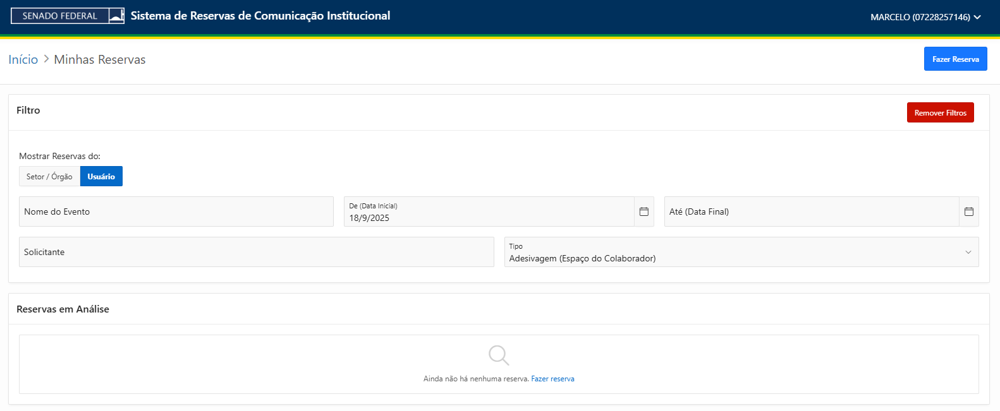 SENADO FEDERAL
Sistema de Reservas de Comunicação Institucional
MARCELO (07228257146)
Início > Minhas Reservas
Fazer Reserva
Filtro
Remover Filtros
Mostrar Reservas do:
Setor / Órgão
Usuário
Nome do Evento
De (Data Inicial)
18/9/2025
Até (Data Final)
Solicitante
Tipo
Adesivagem (Espaço do Colaborador)
Reservas em Análise
Ainda não há nenhuma reserva. Fazer reserva